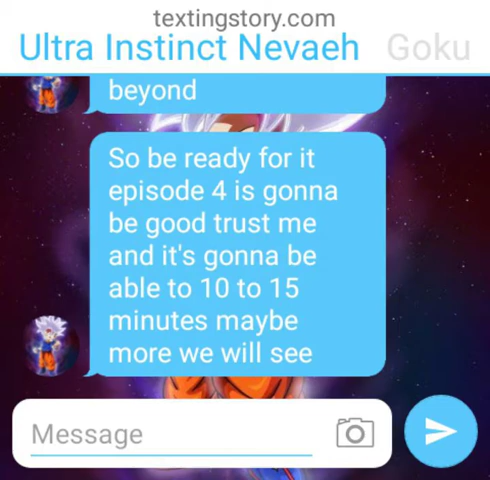 textingstory.com
Ultra Instinct Nevaeh Goku
beyond
So be ready for it
episode 4 is gonna
be good trust me
and it's gonna be
able to 10 to 15
minutes maybe
more we will see
Message